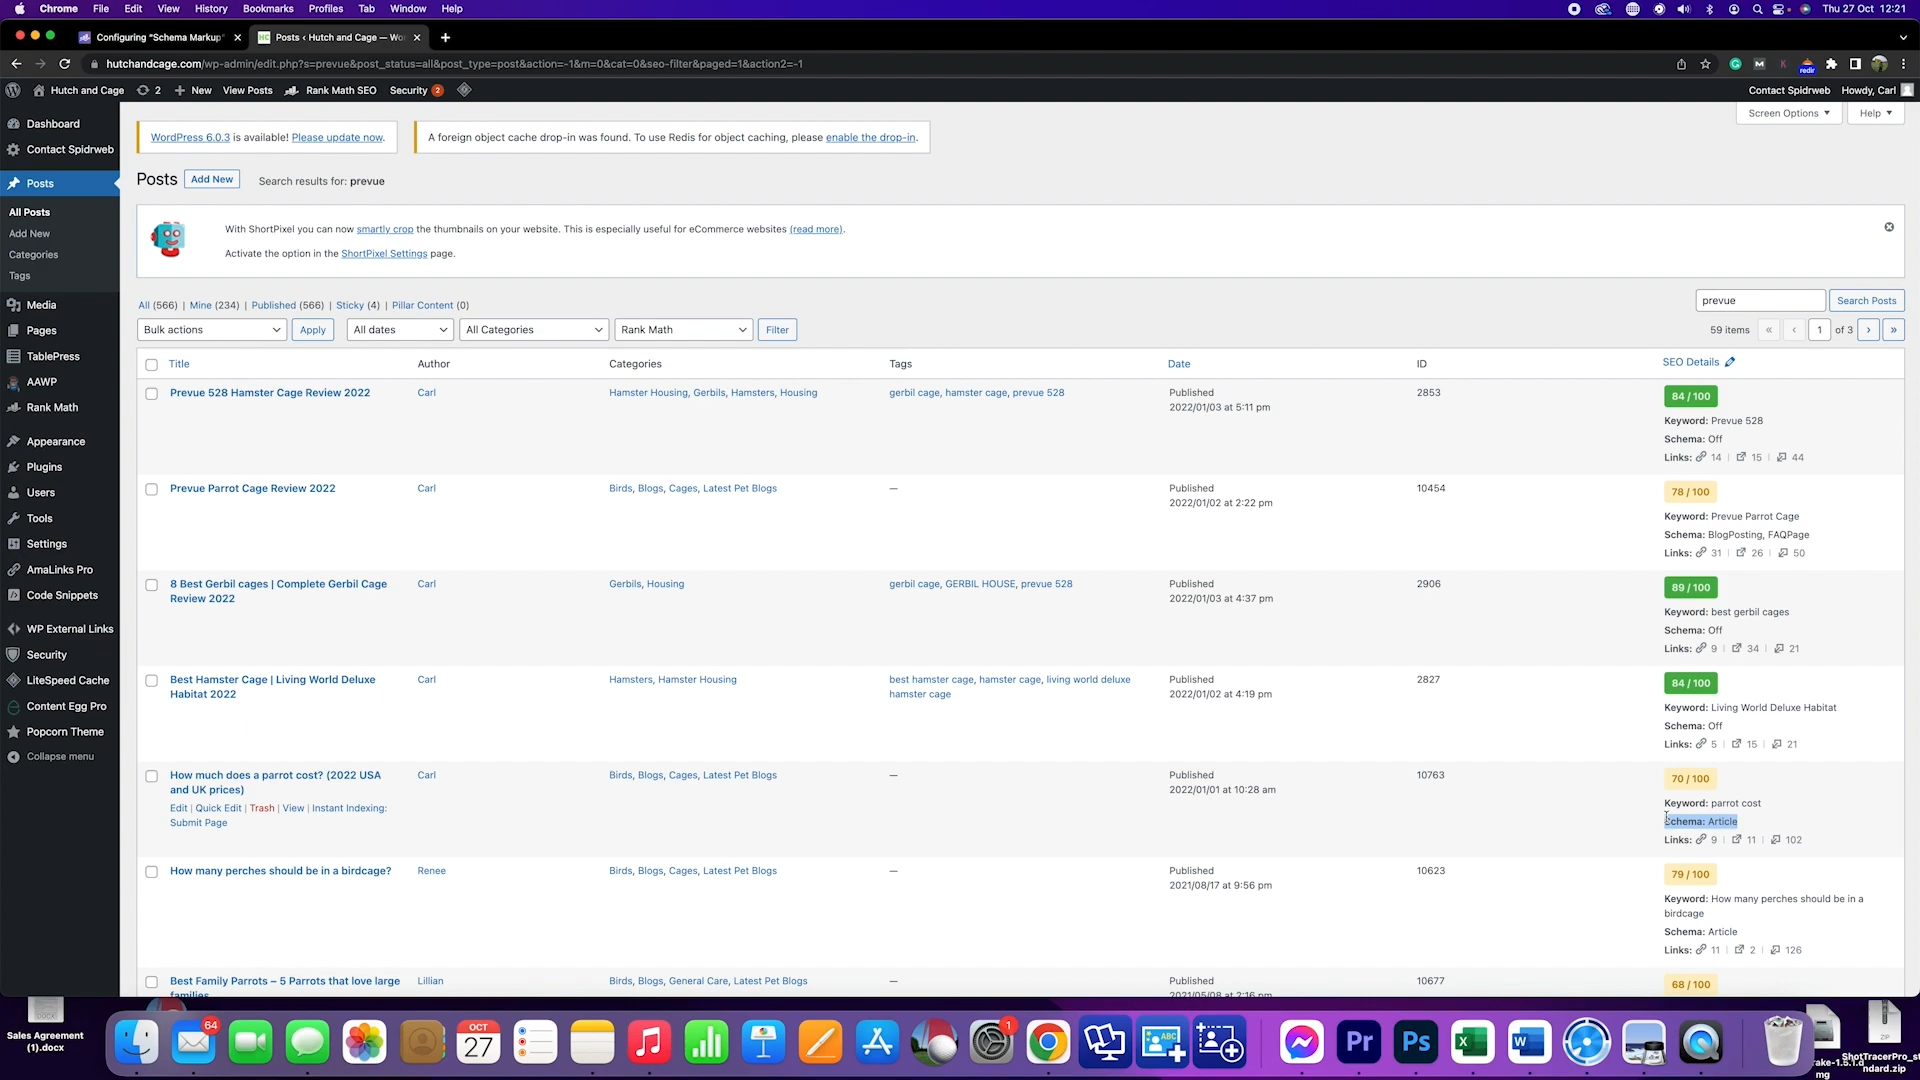 Chrome File Edit View History Bookmarks Profiles Tab Window Help Thu 27 Oct 12:21
Configuring "Schema Markup" Posts ‹ Hutch and Cage — Wo
hutchandcage.com/wp-admin/edit.php?s=prevue&post_status=all&post_type=post&action=-1&m=0&cat=0&seo-filter&paged=1&action2=-1
Hutch and Cage 2 New View Posts Rank Math SEO Security 2 Contact Spidrweb Howdy, Carl
Screen Options Help
Dashboard
Contact Spidrweb
Posts
All Posts
Add New
Categories
Tags
Media
Pages
TablePress
AAWP
Rank Math
Appearance
Plugins
Users
Tools
Settings
AmaLinks Pro
Code Snippets
WP External Links
Security
LiteSpeed Cache
Content Egg Pro
Popcorn Theme
Collapse menu
WordPress 6.0.3 is available! Please update now.
A foreign object cache drop-in was found. To use Redis for object caching, please enable the drop-in.
Posts Add New Search results for: prevue
With ShortPixel you can now smartly crop the thumbnails on your website. This is especially useful for eCommerce websites (read more).
Activate the option in the ShortPixel Settings page.
All (566) | Mine (234) | Published (566) | Sticky (4) | Pillar Content (0)
prevue Search Posts
Bulk actions Apply All dates All Categories Rank Math Filter
59 items « ‹ 1 of 3 › »
Title Author Categories Tags Date ID SEO Details
Prevue 528 Hamster Cage Review 2022 Carl Hamster Housing, Gerbils, Hamsters, Housing gerbil cage, hamster cage, prevue 528 Published 2853 84 / 100
2022/01/03 at 5:11 pm
Keyword: Prevue 528
Schema: Off
Links: 14 | 15 | 44
Prevue Parrot Cage Review 2022 Carl Birds, Blogs, Cages, Latest Pet Blogs — Published 10454 78 / 100
2022/01/02 at 2:22 pm
Keyword: Prevue Parrot Cage
Schema: BlogPosting, FAQPage
Links: 31 | 26 | 50
8 Best Gerbil cages | Complete Gerbil Cage Carl Gerbils, Housing gerbil cage, GERBIL HOUSE, prevue 528 Published 2906 89 / 100
Review 2022 2022/01/03 at 4:37 pm
Keyword: best gerbil cages
Schema: Off
Links: 9 | 34 | 21
Best Hamster Cage | Living World Deluxe Carl Hamsters, Hamster Housing best hamster cage, hamster cage, living world deluxe Published 2827 84 / 100
Habitat 2022 hamster cage 2022/01/02 at 4:19 pm
Keyword: Living World Deluxe Habitat
Schema: Off
Links: 5 | 15 | 21
How much does a parrot cost? (2022 USA Carl Birds, Blogs, Cages, Latest Pet Blogs — Published 10763 70 / 100
and UK prices) 2022/01/01 at 10:28 am
Edit | Quick Edit | Trash | View | Instant Indexing: Keyword: parrot cost
Submit Page Schema: Article
Links: 9 | 11 | 102
How many perches should be in a birdcage? Renee Birds, Blogs, Cages, Latest Pet Blogs — Published 10623 79 / 100
2021/08/17 at 9:56 pm
Keyword: How many perches should be in a
birdcage
Schema: Article
Links: 11 | 2 | 126
Best Family Parrots – 5 Parrots that love large Lillian Birds, Blogs, General Care, Latest Pet Blogs — Published 10677 68 / 100
families 2021/05/08 at 2:16 pm
Sales Agreement
(1).docx
64
OCT
27
1
ABC
Pr
Ps
X
W
ZIP
rake-1.5.1.d
mg
ShotTracerPro_st
ndard.zip